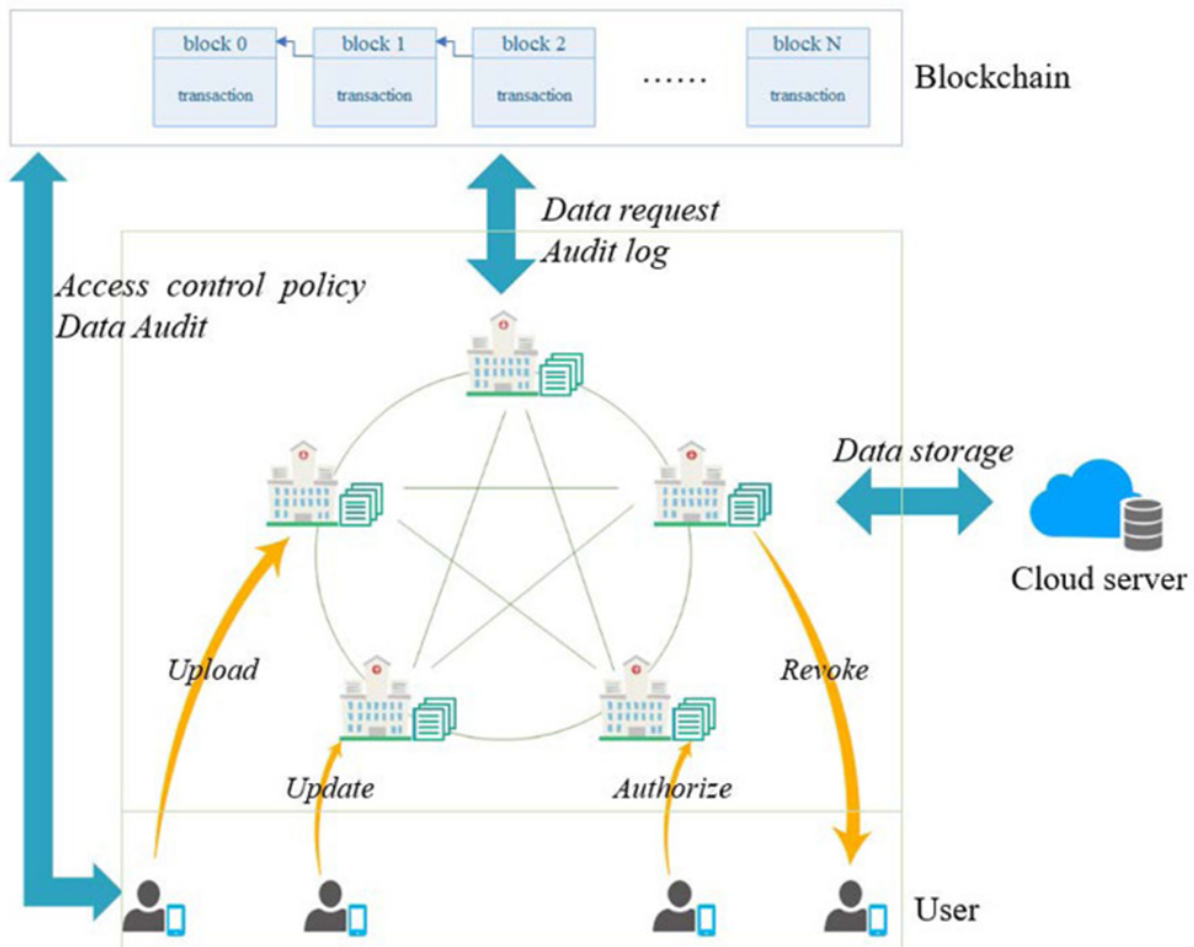 block 0
block 1
block 2
block N
transaction
transaction
transaction
......
transaction
Blockchain
Data request
Audit log
Access control policy
Data Audit
Data storage
Cloud server
Upload
Revoke
Update
Authorize
User